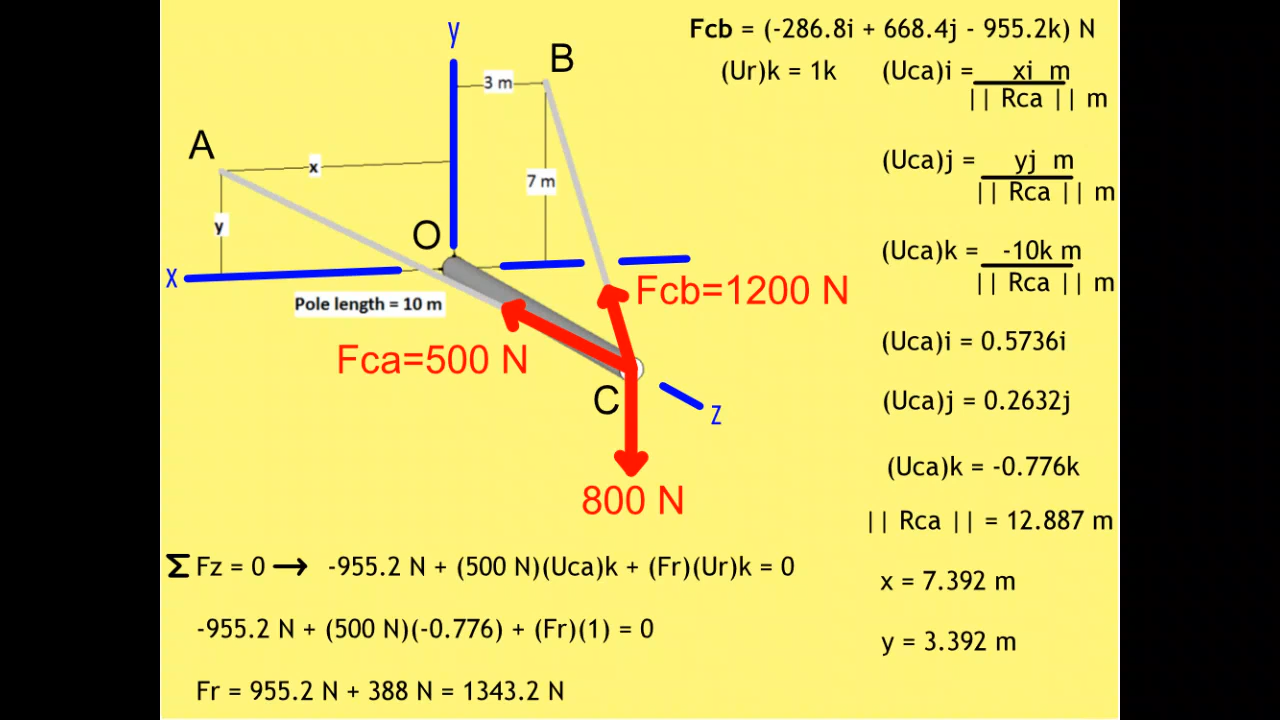 Fcb = (-286.8i + 668.4j - 955.2k) N
(Ur)k = 1k
(Uca)i = xi m
|| Rca || m
(Uca)j = yj m
|| Rca || m
(Uca)k = -10k m
|| Rca || m
(Uca)i = 0.5736i
(Uca)j = 0.2632j
(Uca)k = -0.776k
|| Rca || = 12.887 m
x = 7.392 m
y = 3.392 m
y
B
3 m
A
x
7 m
y
O
x
Pole length = 10 m
Fcb=1200 N
Fca=500 N
C
z
800 N
Σ Fz = 0 → -955.2 N + (500 N)(Uca)k + (Fr)(Ur)k = 0
-955.2 N + (500 N)(-0.776) + (Fr)(1) = 0
Fr = 955.2 N + 388 N = 1343.2 N